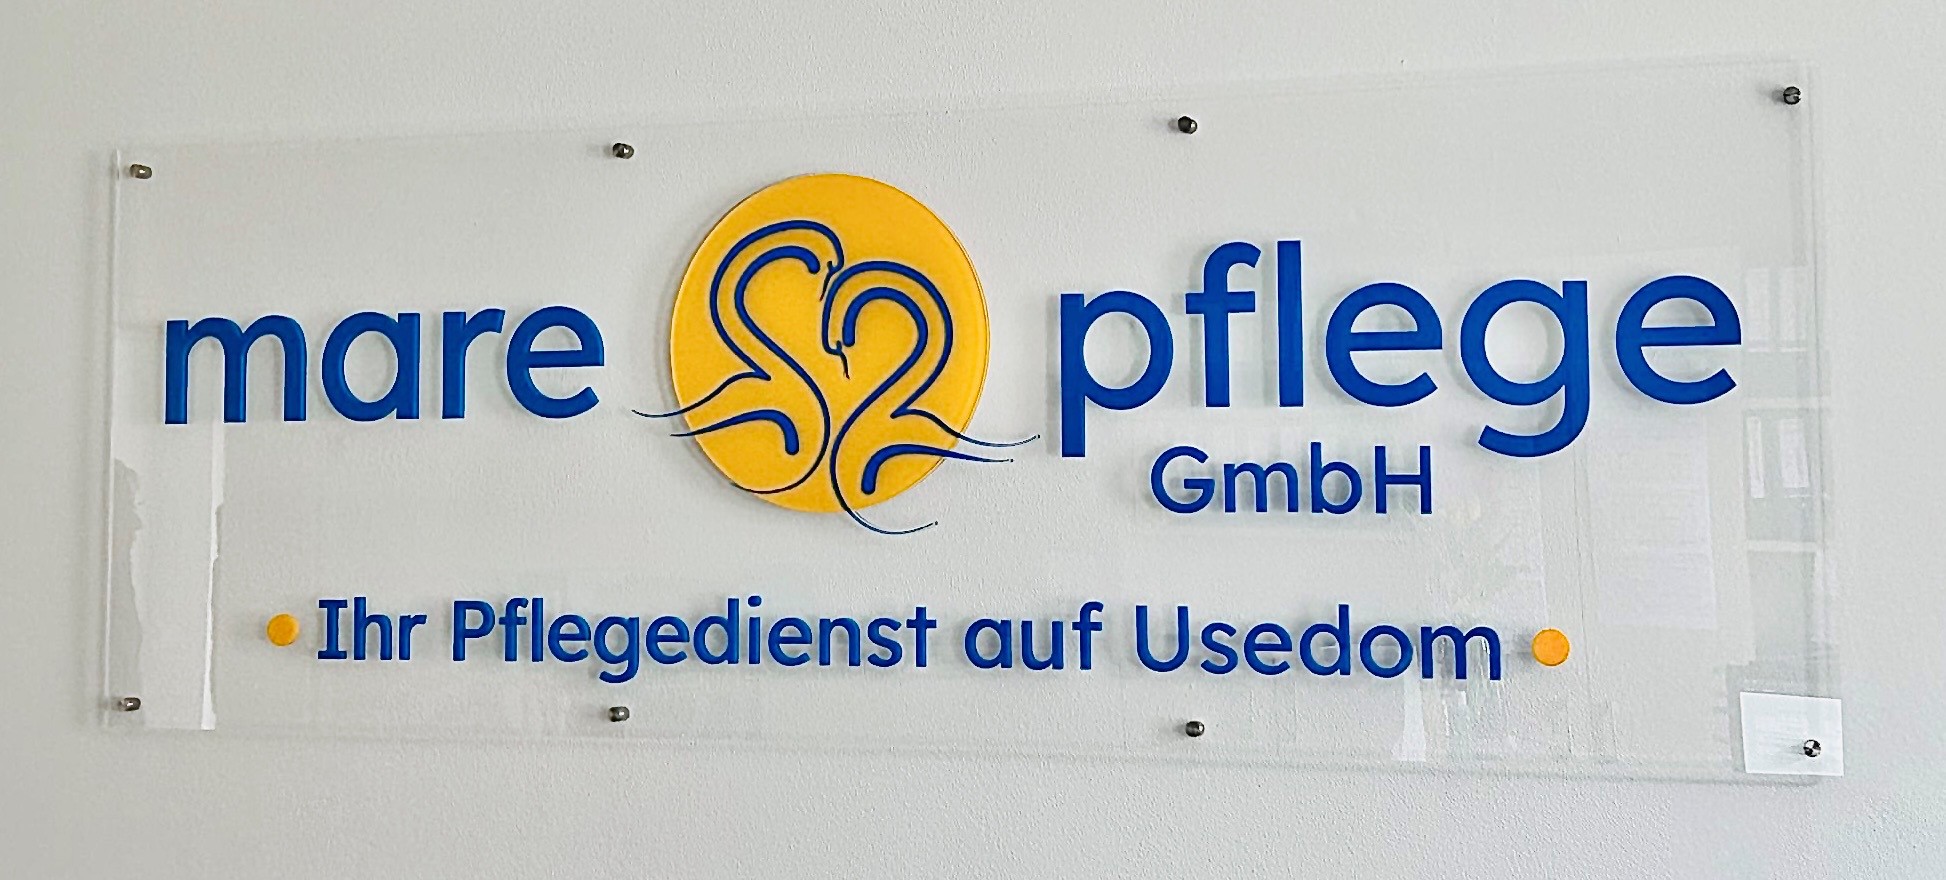 mare pflege
GmbH
• Ihr Pflegedienst auf Usedom •